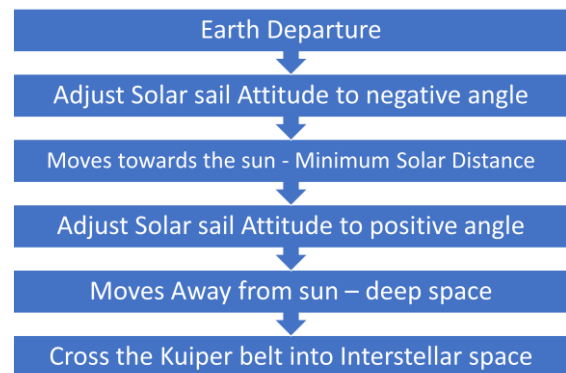 Earth Departure
Adjust Solar sail Attitude to negative angle
Moves towards the sun - Minimum Solar Distance
Adjust Solar sail Attitude to positive angle
Moves Away from sun – deep space
Cross the Kuiper belt into Interstellar space